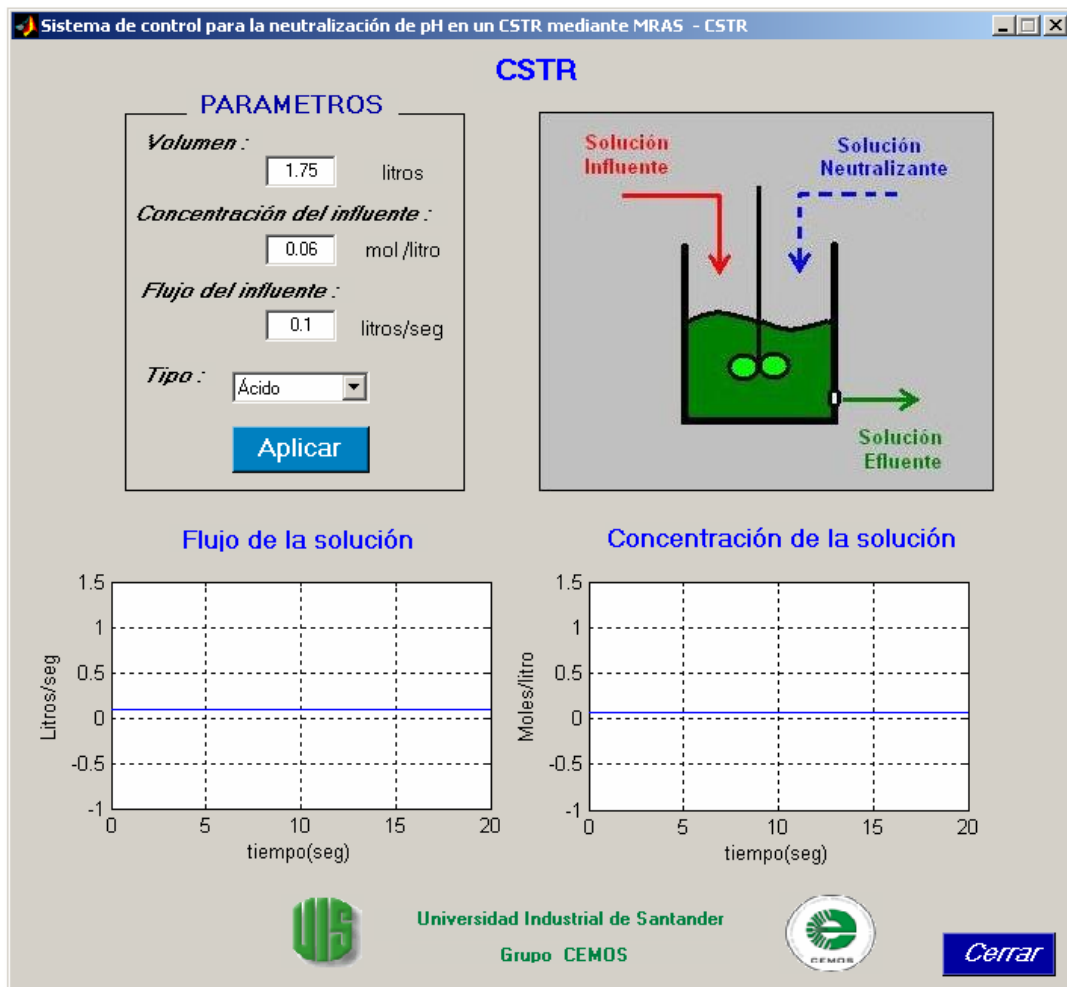 Sistema de control para la neutralización de pH en un CSTR mediante MRAS - CSTR
CSTR
PARAMETROS
Volumen :
1.75 litros
Concentración del influente :
0.06 mol /litro
Flujo del influente :
0.1 litros/seg
Tipo : Ácido
Aplicar
Solución
Influente
Solución
Neutralizante
Solución
Efluente
Flujo de la solución
1.5
1
0.5
0
-0.5
-1
0 5 10 15 20
Litros/seg
tiempo(seg)
Concentración de la solución
1.5
1
0.5
0
-0.5
-1
0 5 10 15 20
Moles/litro
tiempo(seg)
UIS
Universidad Industrial de Santander
Grupo CEMOS
CEMOS
Cerrar